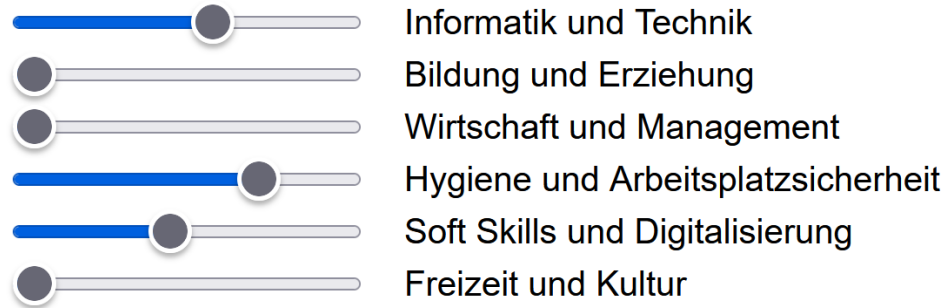 Informatik und Technik
Bildung und Erziehung
Wirtschaft und Management
Hygiene und Arbeitsplatzsicherheit
Soft Skills und Digitalisierung
Freizeit und Kultur